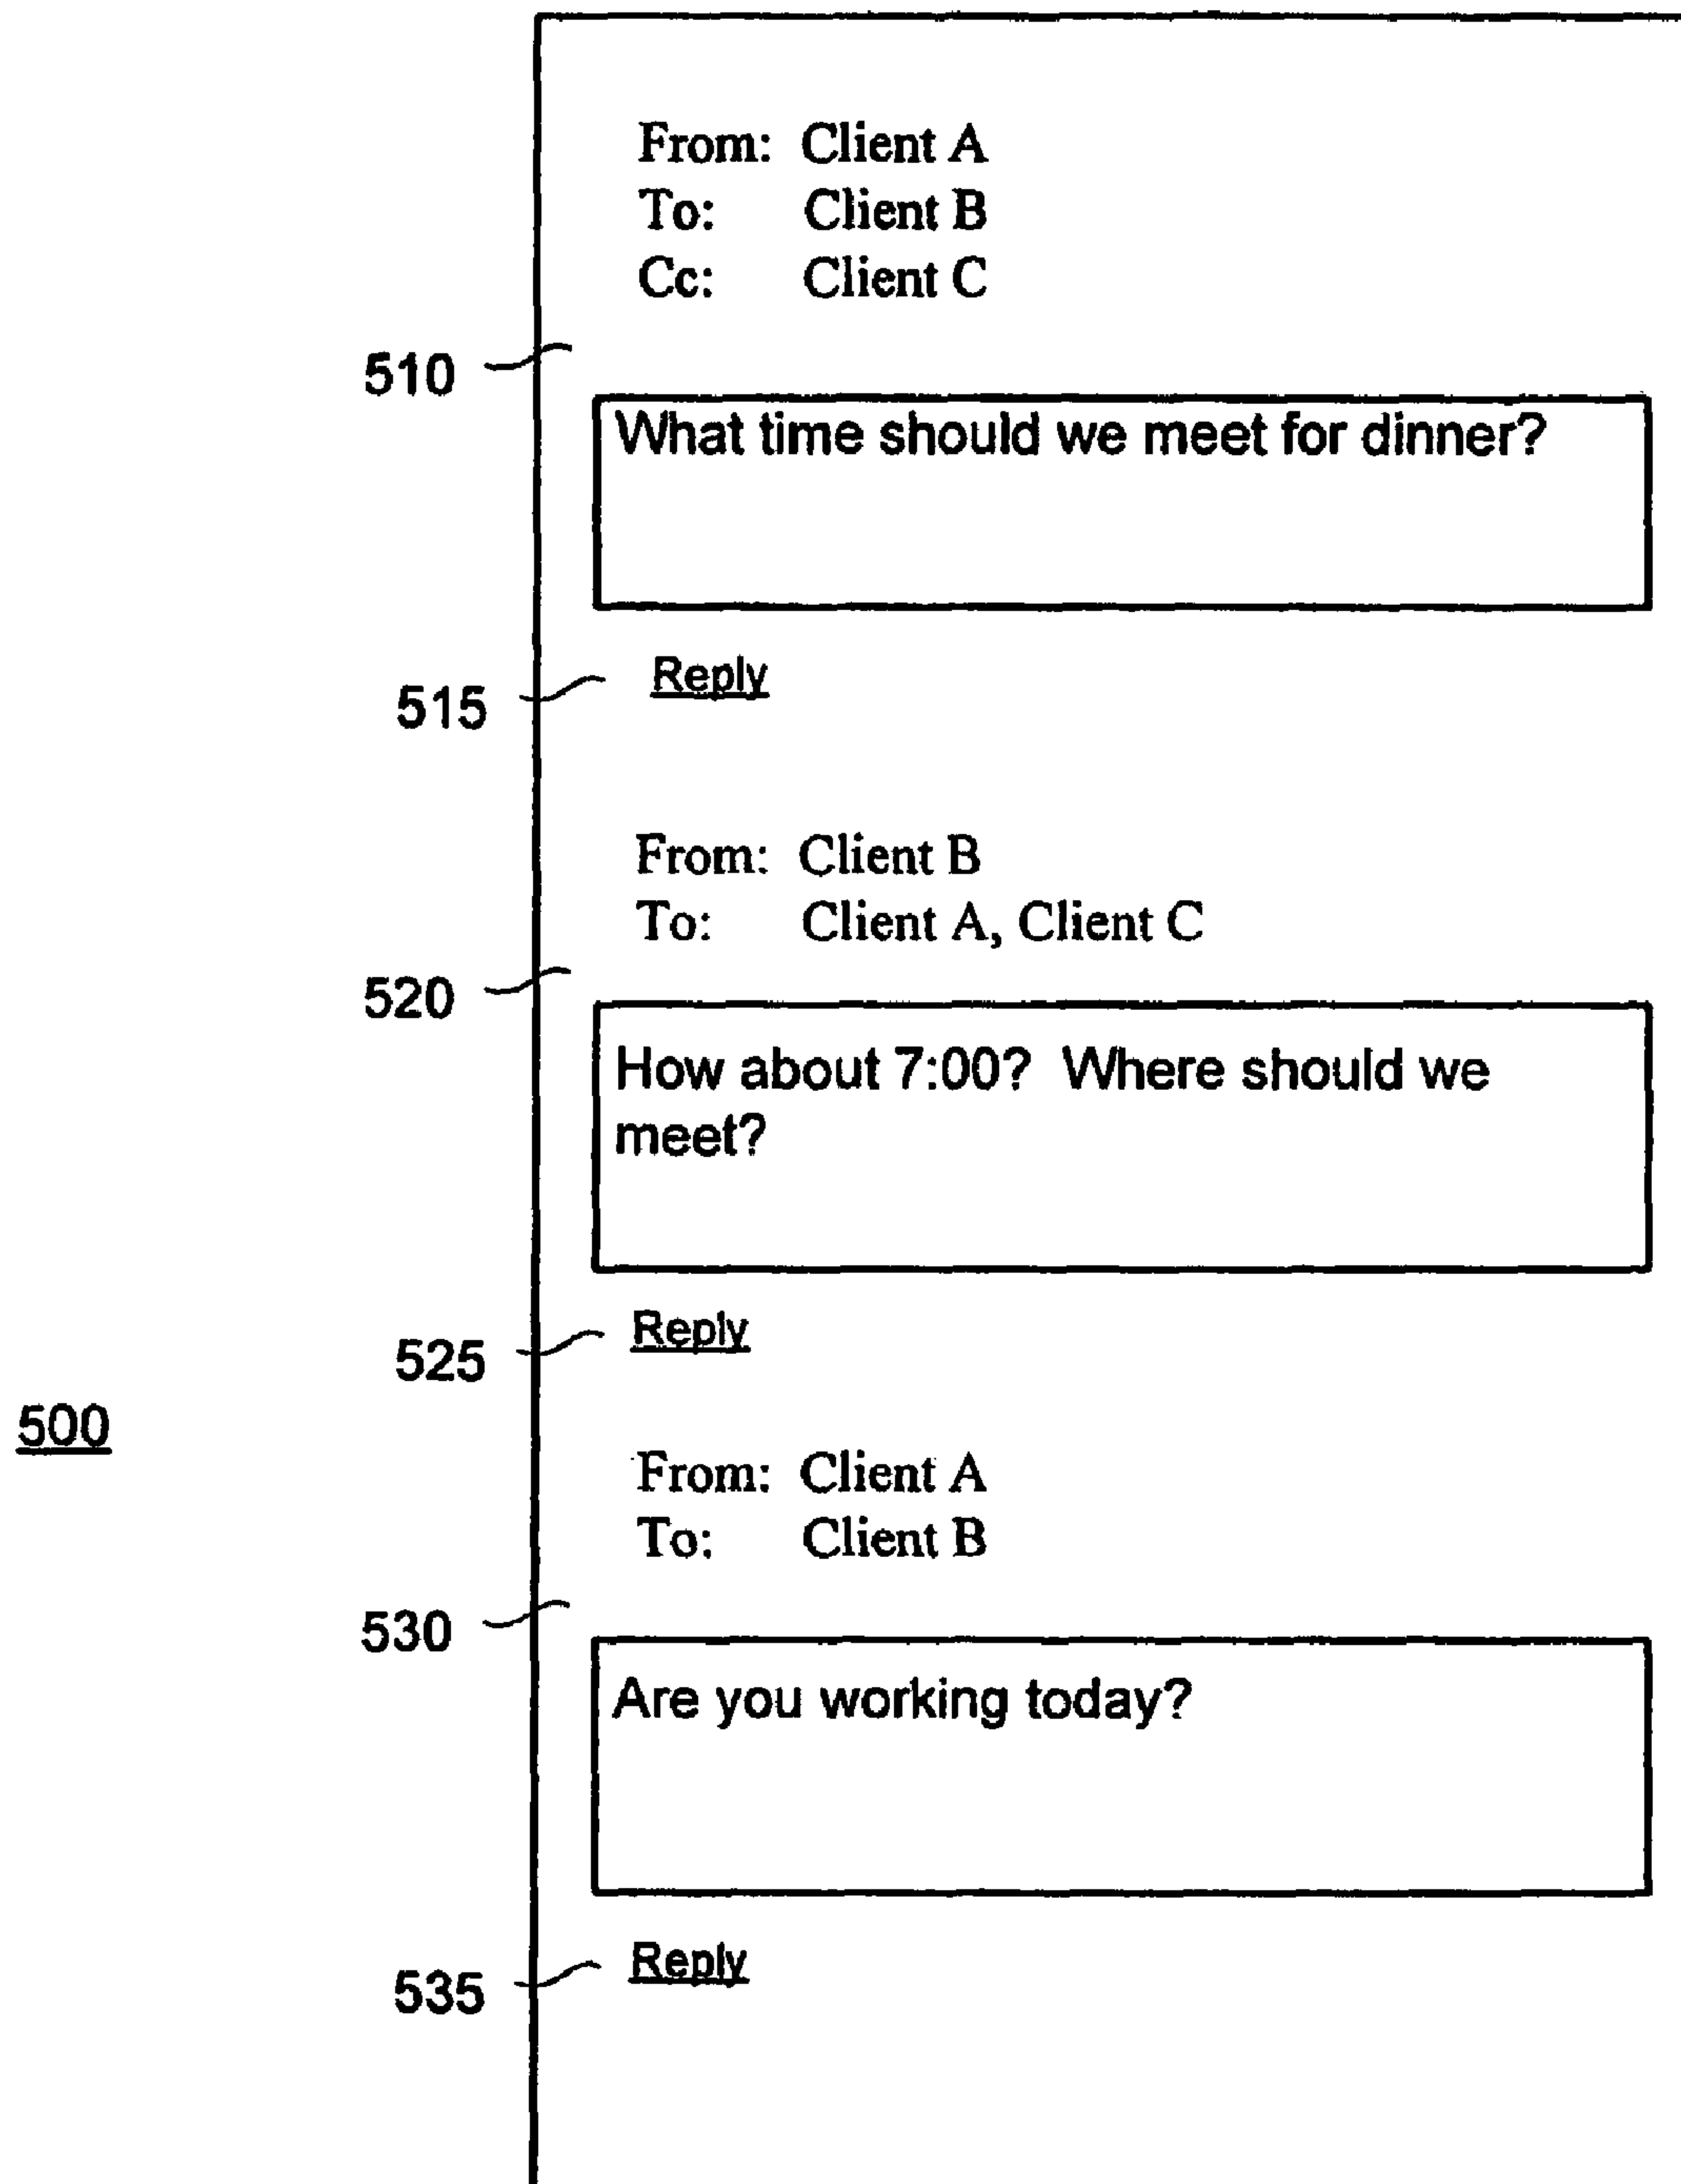 From: Client A
To: Client B
Cc: Client C
510
What time should we meet for dinner?
515 Reply
From: Client B
To: Client A, Client C
520
How about 7:00? Where should we
meet?
525 Reply
500
From: Client A
To: Client B
530
Are you working today?
535 Reply